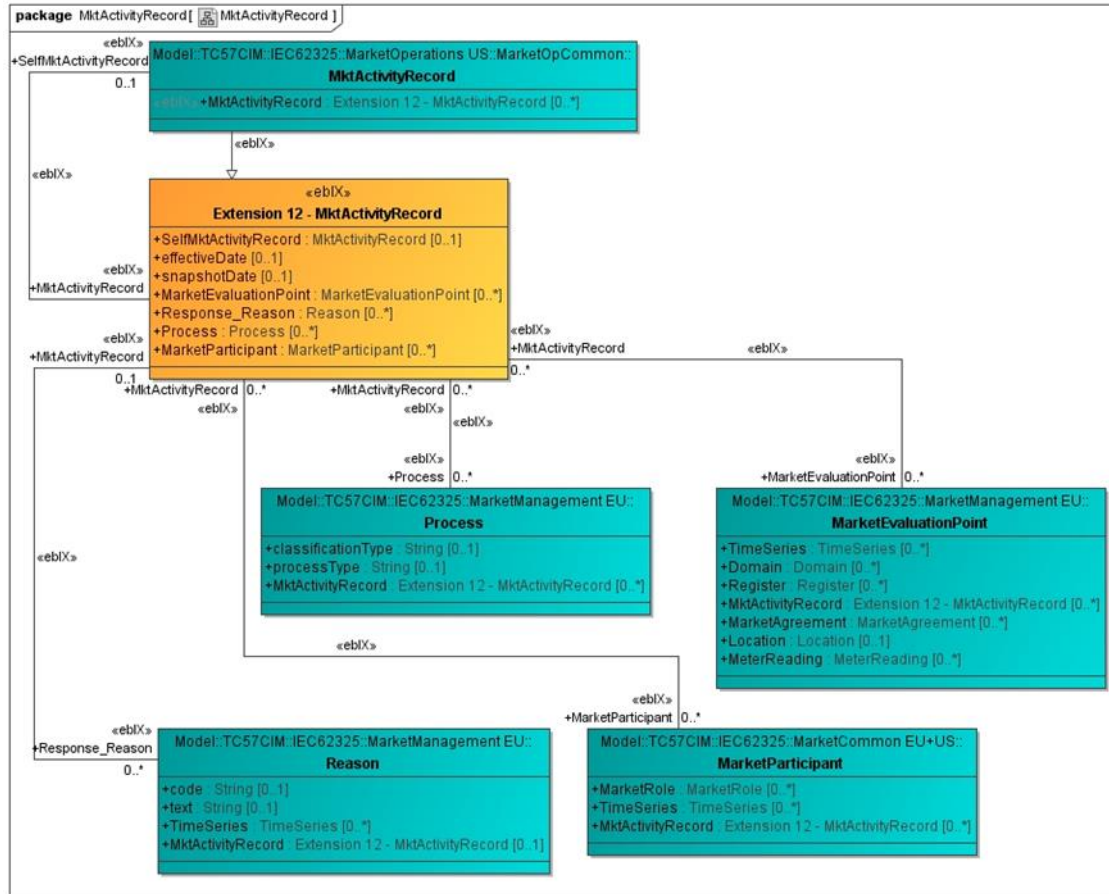 package MktActivityRecord [ MktActivityRecord ]
«ebIX»
+SelfMktActivityRecord
0..1
Model::TC57CIM::IEC62325::MarketOperations US::MarketOpCommon::
MktActivityRecord
«ebIX» +MktActivityRecord : Extension 12 - MktActivityRecord [0..*]
«ebIX»
«ebIX»
«ebIX»
Extension 12 - MktActivityRecord
+SelfMktActivityRecord : MktActivityRecord [0..1]
+effectiveDate [0..1]
+snapshotDate [0..1]
+MarketEvaluationPoint : MarketEvaluationPoint [0..*]
+Response_Reason : Reason [0..*]
+Process : Process [0..*]
+MarketParticipant : MarketParticipant [0..*]
«ebIX»
+MktActivityRecord
«ebIX»
+MktActivityRecord
0..1
«ebIX»
+MktActivityRecord
0..*
«ebIX»
+MktActivityRecord 0..*
«ebIX»
+MktActivityRecord 0..*
«ebIX»
«ebIX»
«ebIX»
+Process 0..*
«ebIX»
+MarketEvaluationPoint 0..*
Model::TC57CIM::IEC62325::MarketManagement EU::
Process
+classificationType : String [0..1]
+processType : String [0..1]
+MktActivityRecord : Extension 12 - MktActivityRecord [0..*]
Model::TC57CIM::IEC62325::MarketManagement EU::
MarketEvaluationPoint
+TimeSeries : TimeSeries [0..*]
+Domain : Domain [0..*]
+Register : Register [0..*]
+MktActivityRecord : Extension 12 - MktActivityRecord [0..*]
+MarketAgreement : MarketAgreement [0..*]
+Location : Location [0..1]
+MeterReading : MeterReading [0..*]
«ebIX»
«ebIX»
«ebIX»
+MarketParticipant 0..*
«ebIX»
+Response_Reason
0..*
Model::TC57CIM::IEC62325::MarketManagement EU::
Reason
+code : String [0..1]
+text : String [0..1]
+TimeSeries : TimeSeries [0..*]
+MktActivityRecord : Extension 12 - MktActivityRecord [0..1]
Model::TC57CIM::IEC62325::MarketCommon EU+US::
MarketParticipant
+MarketRole : MarketRole [0..*]
+TimeSeries : TimeSeries [0..*]
+MktActivityRecord : Extension 12 - MktActivityRecord [0..*]